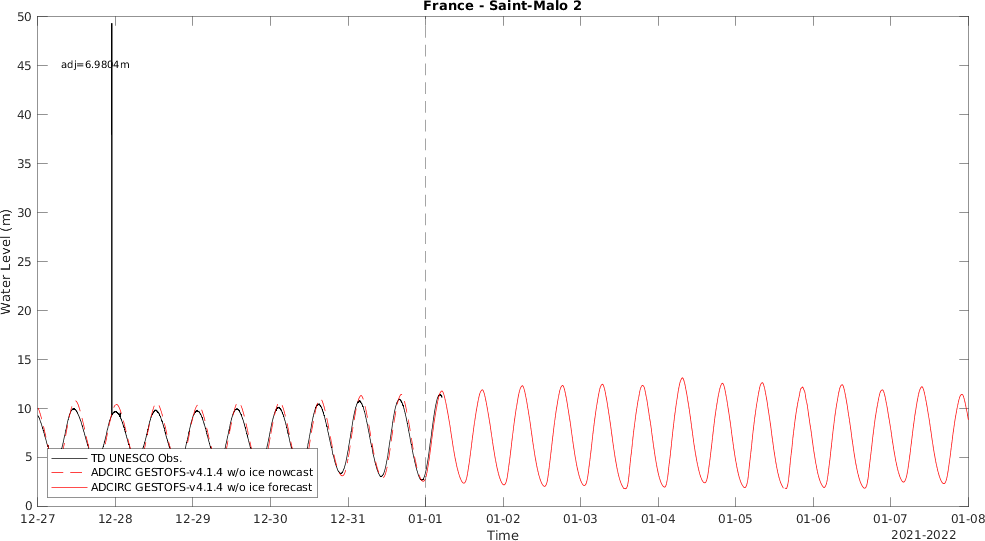 France - Saint-Malo 2
50
45
40
35
30
25
20
15
10
5
0
Water Level (m)
adj=6.9804m
TD UNESCO Obs.
ADCIRC GESTOFS-v4.1.4 w/o ice nowcast
ADCIRC GESTOFS-v4.1.4 w/o ice forecast
12-27 12-28 12-29 12-30 12-31 01-01 01-02 01-03 01-04 01-05 01-06 01-07 01-08
Time
2021-2022